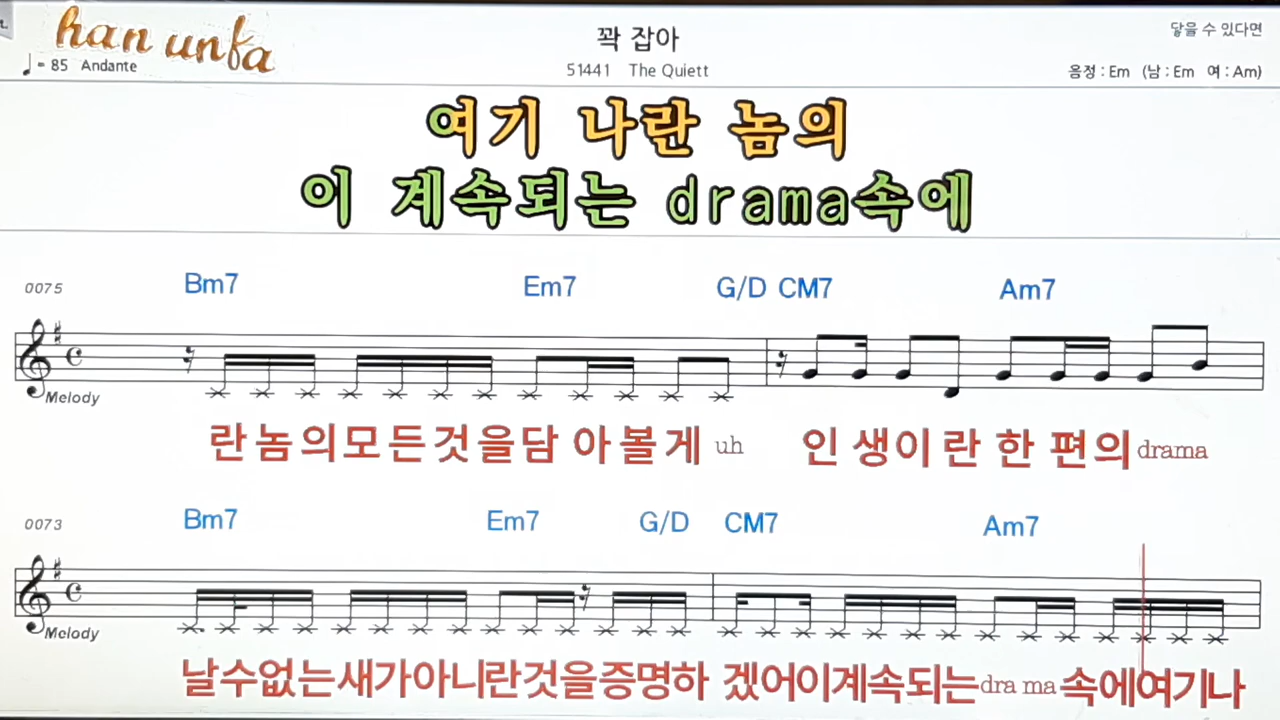 han unfa
꽉 잡아
닿을 수 있다면
♩ = 85 Andante
51441 The Quiett
음정 : Em (남 : Em 여 : Am)
여기 나란 놈의
이 계속되는 drama속에
0075 Bm7 Em7 G/D CM7 Am7
Melody
란놈의모든것을담 아볼게 uh 인 생이 란 한 편의 drama
0073 Bm7 Em7 G/D CM7 Am7
Melody
날수없는새가아니란것을증명하 겠어이계속되는 dra ma 속에여기나